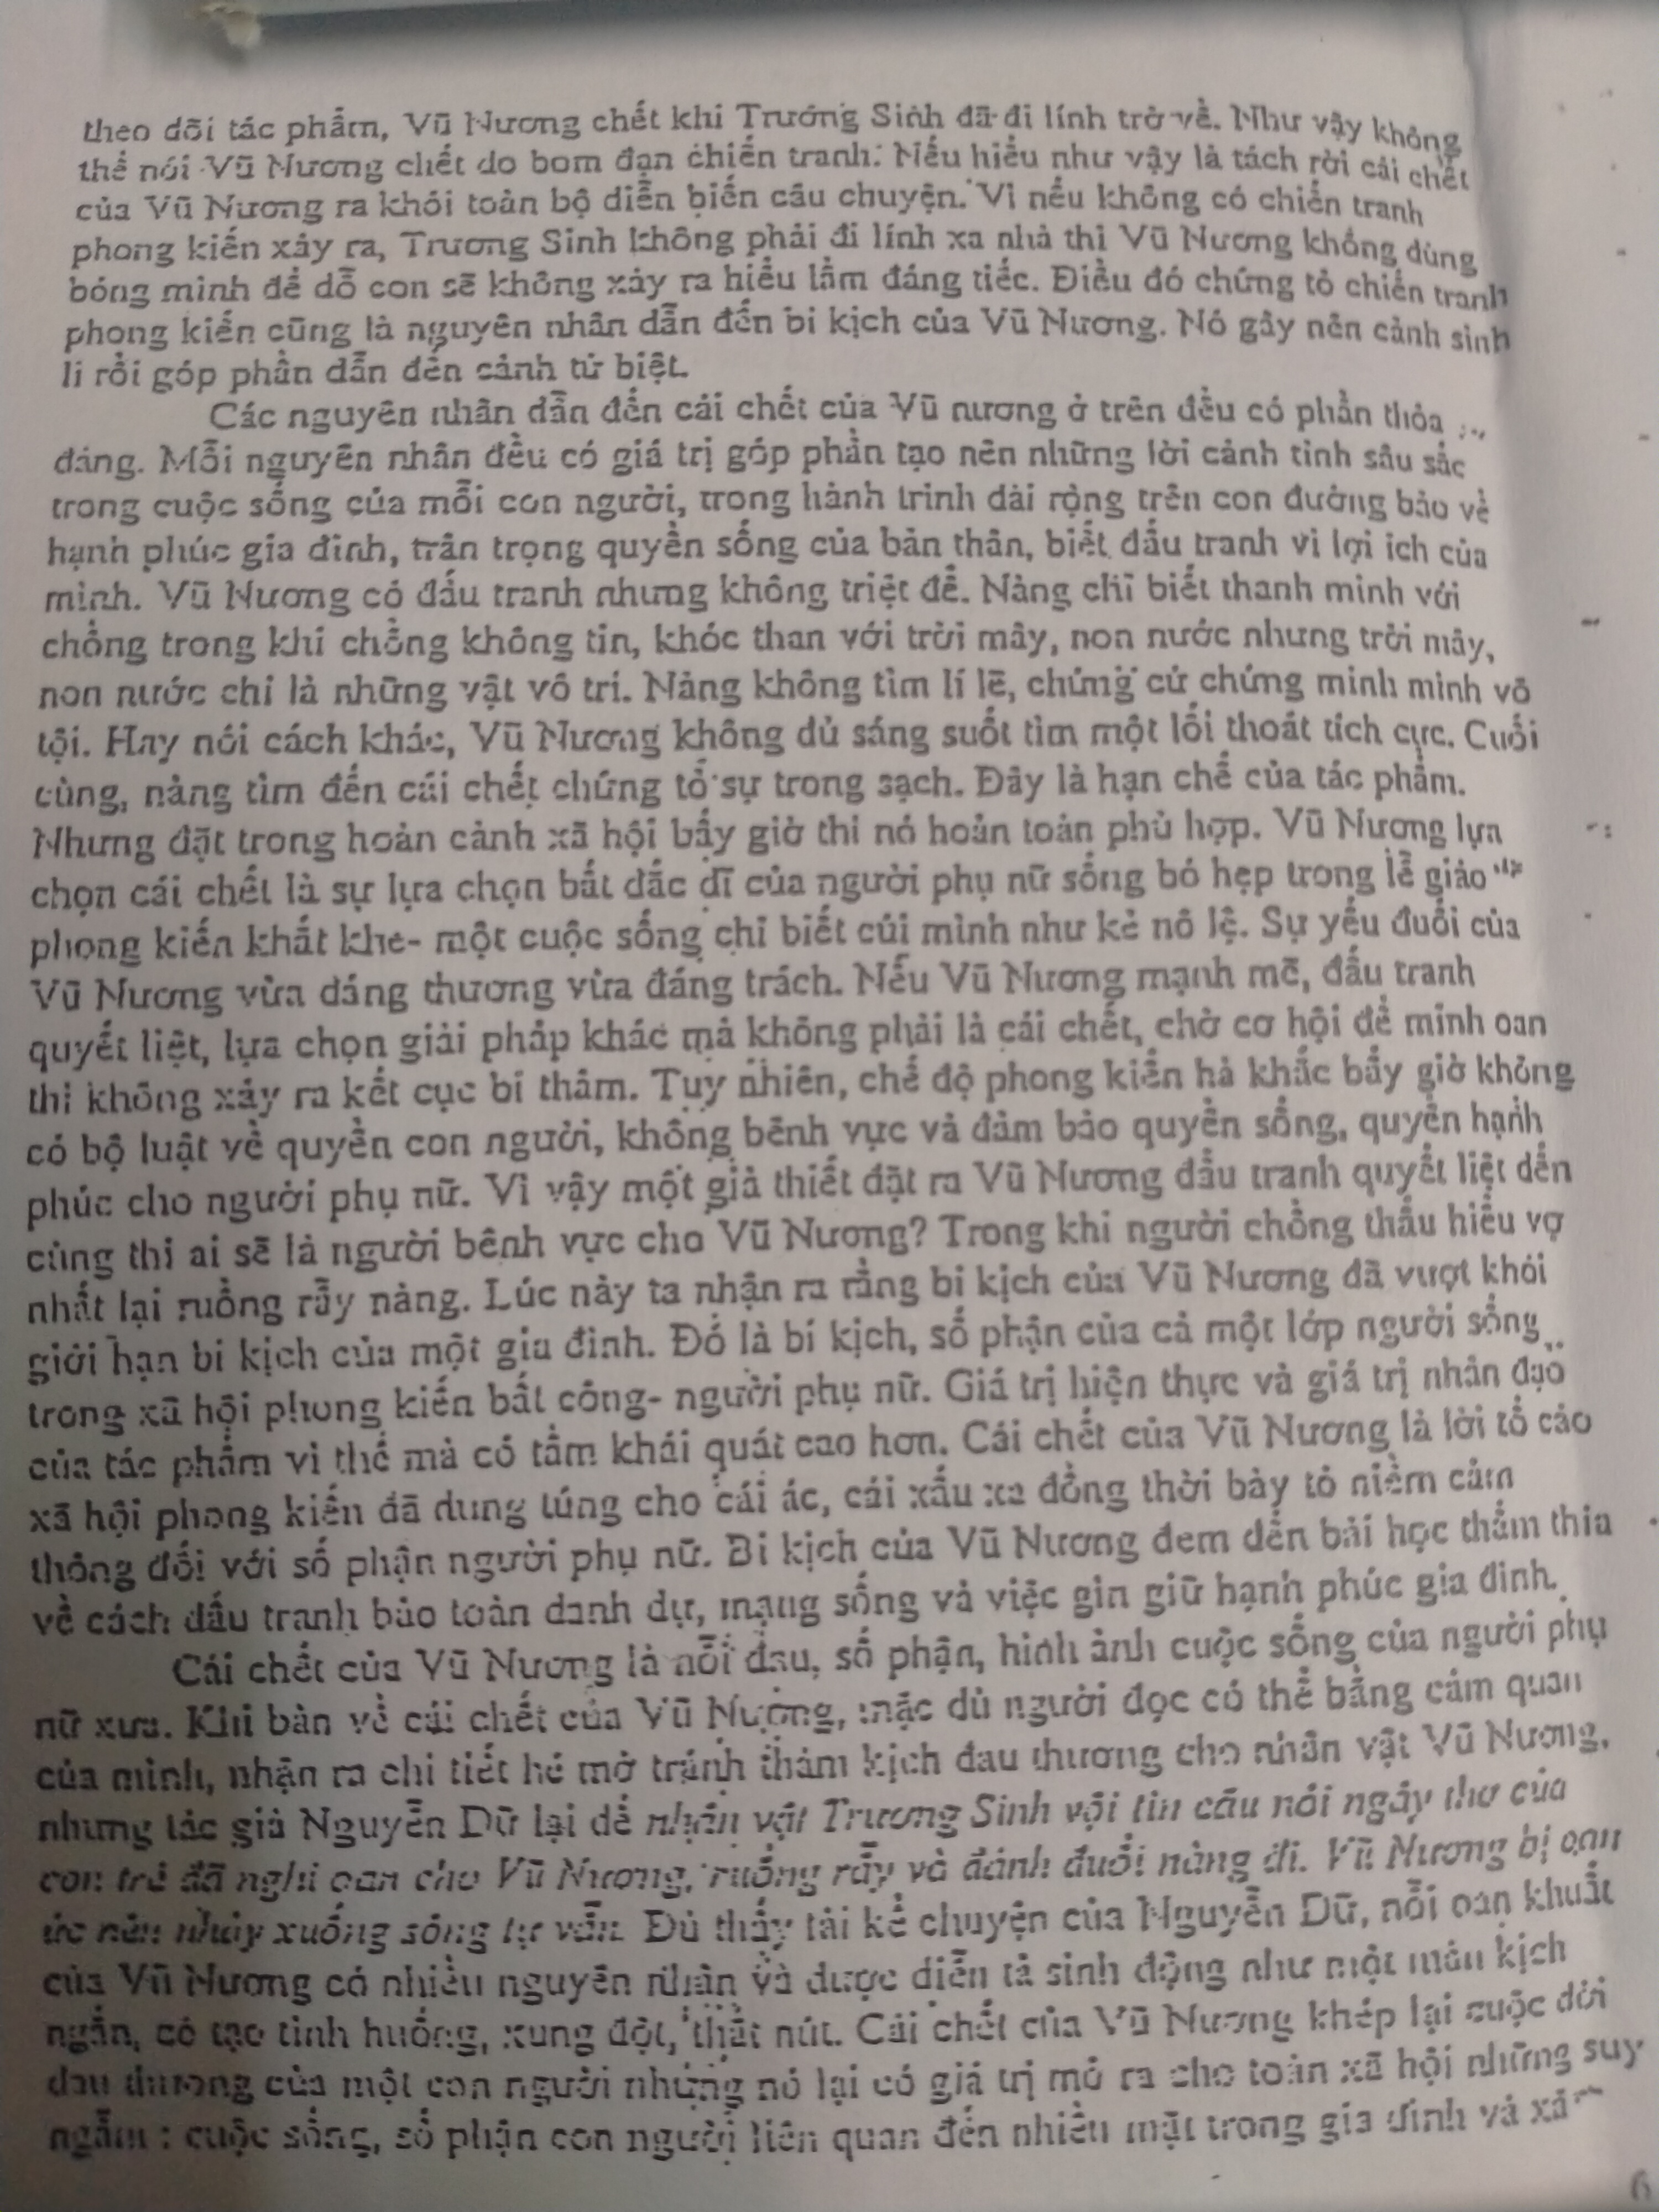 theo dõi tác phẩm, Vũ Nương chết khi Trương Sinh đã đi lính trở về. Như vậy không
thể nói Vũ Nương chết do bom đạn chiến tranh. Nếu hiểu như vậy là tách rời cái chết
của Vũ Nương ra khỏi toàn bộ diễn biến câu chuyện. Vì nếu không có chiến tranh
phong kiến xảy ra, Trương Sinh không phải đi lính xa nhà thì Vũ Nương không dùng
bóng mình để dỗ con sẽ không xảy ra hiểu lầm đáng tiếc. Điều đó chứng tỏ chiến tranh
phong kiến cũng là nguyên nhân dẫn đến bi kịch của Vũ Nương. Nó gây nên cảnh sinh
li rồi góp phần dẫn đến cảnh tử biệt.
Các nguyên nhân dẫn đến cái chết của Vũ nương ở trên đều có phần thỏa
đáng. Mỗi nguyên nhân đều có giá trị góp phần tạo nên những lời cảnh tỉnh sâu sắc
trong cuộc sống của mỗi con người, trong hành trình dài rộng trên con đường bảo vệ
hạnh phúc gia đình, trân trọng quyền sống của bản thân, biết đấu tranh vì lợi ích của
mình. Vũ Nương có đấu tranh nhưng không triệt để. Nàng chỉ biết thanh minh với
chồng trong khi chồng không tin, khóc than với trời mây, non nước nhưng trời mây,
non nước chỉ là những vật vô tri. Nàng không tìm lí lẽ, chứng cứ chứng minh mình vô
tội. Hay nói cách khác, Vũ Nương không đủ sáng suốt tìm một lối thoát tích cực. Cuối
cùng, nàng tìm đến cái chết chứng tỏ sự trong sạch. Đây là hạn chế của tác phẩm.
Nhưng đặt trong hoàn cảnh xã hội bấy giờ thì nó hoàn toàn phù hợp. Vũ Nương lựa
chọn cái chết là sự lựa chọn bất đắc dĩ của người phụ nữ sống bó hẹp trong lễ giáo
phong kiến khắt khe- một cuộc sống chỉ biết cúi mình như kẻ nô lệ. Sự yếu đuối của
Vũ Nương vừa đáng thương vừa đáng trách. Nếu Vũ Nương mạnh mẽ, đấu tranh
quyết liệt, lựa chọn giải pháp khác mà không phải là cái chết, chờ cơ hội để minh oan
thì không xảy ra kết cục bi thảm. Tuy nhiên, chế độ phong kiến hà khắc bấy giờ không
có bộ luật về quyền con người, không bênh vực và đảm bảo quyền sống, quyền hạnh
phúc cho người phụ nữ. Vì vậy một giả thiết đặt ra Vũ Nương đấu tranh quyết liệt đến
cùng thì ai sẽ là người bênh vực cho Vũ Nương? Trong khi người chồng thấu hiểu vợ
nhất lại ruồng rẫy nàng. Lúc này ta nhận ra rằng bi kịch của Vũ Nương đã vượt khỏi
giới hạn bi kịch của một gia đình. Đó là bi kịch, số phận của cả một lớp người sống
trong xã hội phong kiến bất công- người phụ nữ. Giá trị hiện thực và giá trị nhân đạo
của tác phẩm vì thế mà có tầm khái quát cao hơn. Cái chết của Vũ Nương là lời tố cáo
xã hội phong kiến đã dung túng cho cái ác, cái xấu xa đồng thời bày tỏ niềm cảm
thông đối với số phận người phụ nữ. Bi kịch của Vũ Nương đem đến bài học thấm thía
về cách đấu tranh bảo toàn danh dự, mạng sống và việc gìn giữ hạnh phúc gia đình.
Cái chết của Vũ Nương là nỗi đau, số phận, hình ảnh cuộc sống của người phụ
nữ xưa. Khi bàn về cái chết của Vũ Nương, mặc dù người đọc có thể bằng cảm quan
của mình, nhận ra chi tiết hé mở tránh thảm kịch đau thương cho nhân vật Vũ Nương,
nhưng tác giả Nguyễn Dữ lại để nhân vật Trương Sinh vội tin câu nói ngây thơ của
con trẻ đã nghi oan cho Vũ Nương, ruồng rẫy và đánh đuổi nàng đi. Vũ Nương bị oan
ức nên nhảy xuống sông tự vẫn. Đủ thấy tài kể chuyện của Nguyễn Dữ, nỗi oan khuất
của Vũ Nương có nhiều nguyên nhân và được diễn tả sinh động như một màn kịch
ngắn, có tạo tình huống, xung đột, thắt nút. Cái chết của Vũ Nương khép lại cuộc đời
đau thương của một con người nhưng nó lại có giá trị mở ra cho toàn xã hội những suy
ngẫm : cuộc sống, số phận con người liên quan đến nhiều mặt trong gia đình và xã
6